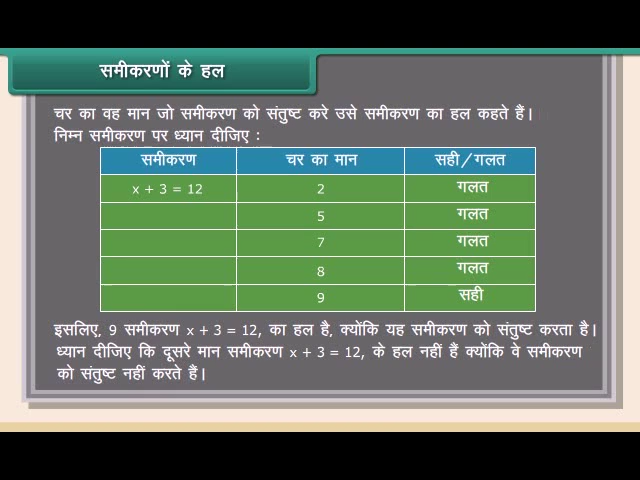 समीकरणों के हल
चर का वह मान जो समीकरण को संतुष्ट करे उसे समीकरण का हल कहते हैं।
निम्न समीकरण पर ध्यान दीजिए :
समीकरण चर का मान सही/गलत
x + 3 = 12 2 गलत
5 गलत
7 गलत
8 गलत
9 सही
इसलिए, 9 समीकरण x + 3 = 12, का हल है, क्योंकि यह समीकरण को संतुष्ट करता है।
ध्यान दीजिए कि दूसरे मान समीकरण x + 3 = 12, के हल नहीं हैं क्योंकि वे समीकरण
को संतुष्ट नहीं करते हैं।